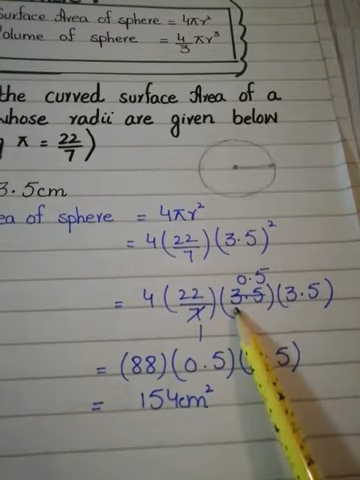 Surface Area of sphere = 4πr²
Volume of sphere = 4/3 πr³
the curved surface Area of a
whose radii are given below
π = 22/7)
3.5cm
ea of sphere = 4πr²
= 4(22/7)(3.5)²
0.5
= 4(22/7)(3.5)(3.5)
1
= (88)(0.5)( .5)
= 154cm²